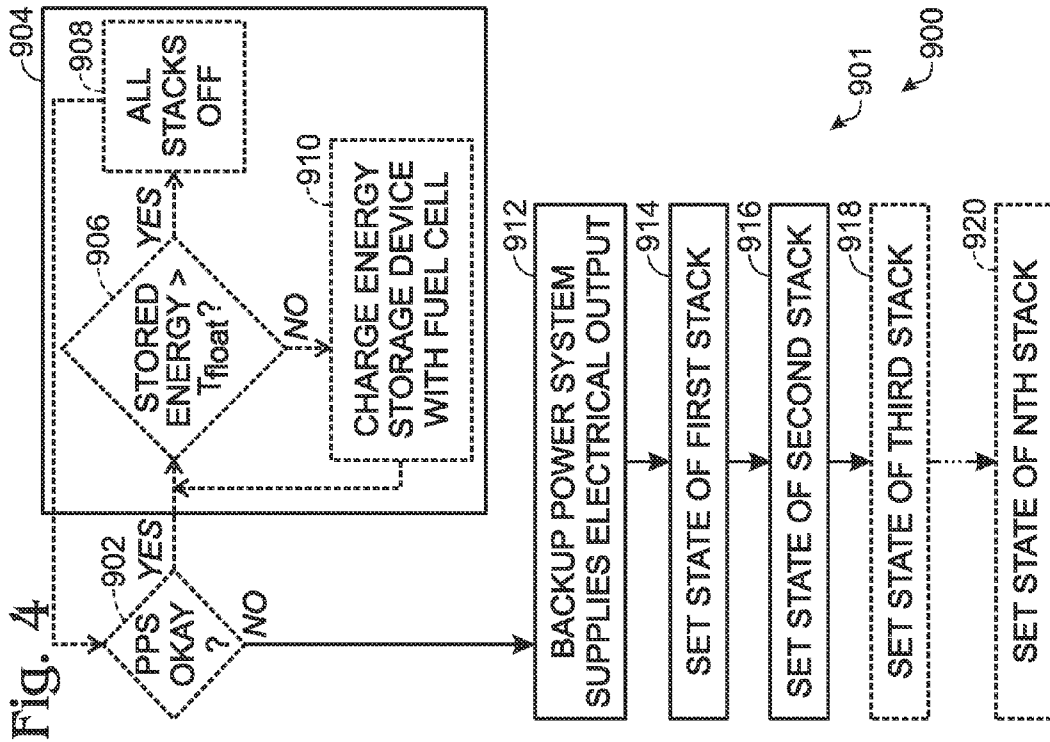 Fig. 4
902
PPS
OKAY
?
YES
NO
904
906
STORED
ENERGY >
Tfloat?
YES
NO
908
ALL
STACKS
OFF
910
CHARGE ENERGY
STORAGE DEVICE
WITH FUEL CELL
912
BACKUP POWER SYSTEM
SUPPLIES ELECTRICAL OUTPUT
914
SET STATE OF FIRST STACK
916
SET STATE OF SECOND STACK
918
SET STATE OF THIRD STACK
920
SET STATE OF NTH STACK
901
900